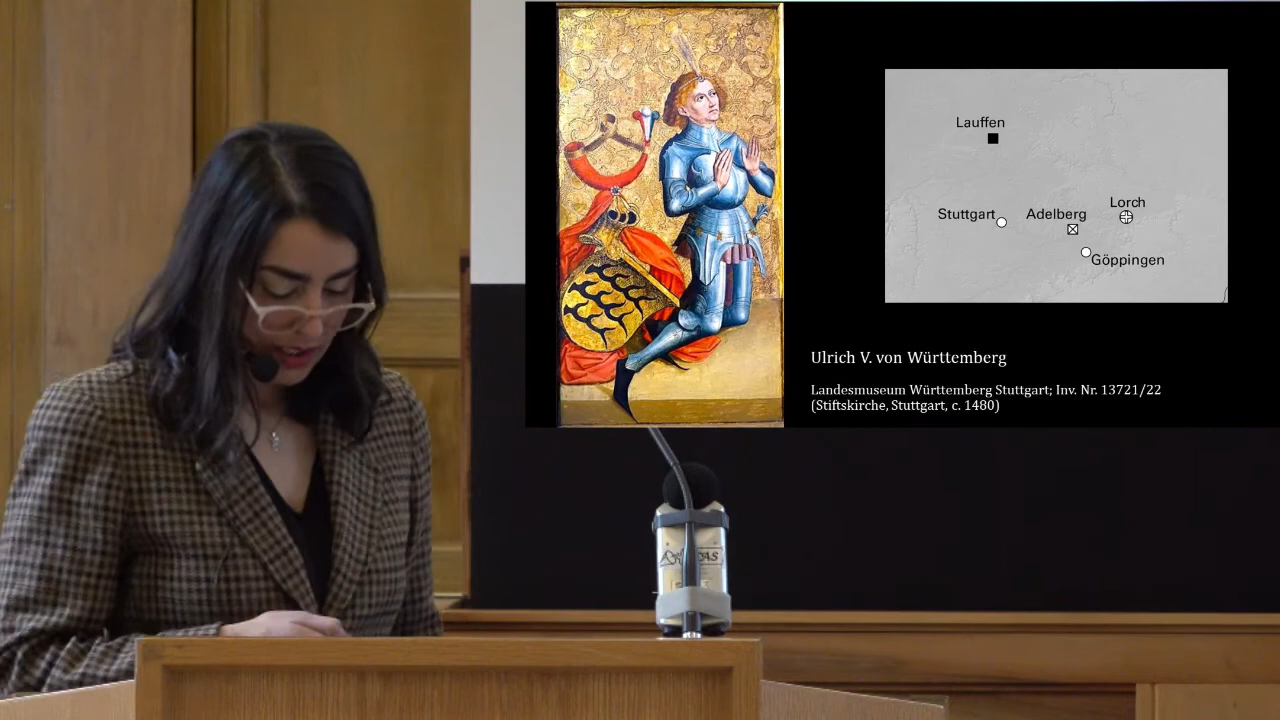 Lauffen
Lorch
Stuttgart
Adelberg
Göppingen
Ulrich V. von Württemberg
Landesmuseum Württemberg Stuttgart; Inv. Nr. 13721/22
(Stiftskirche, Stuttgart, c. 1480)